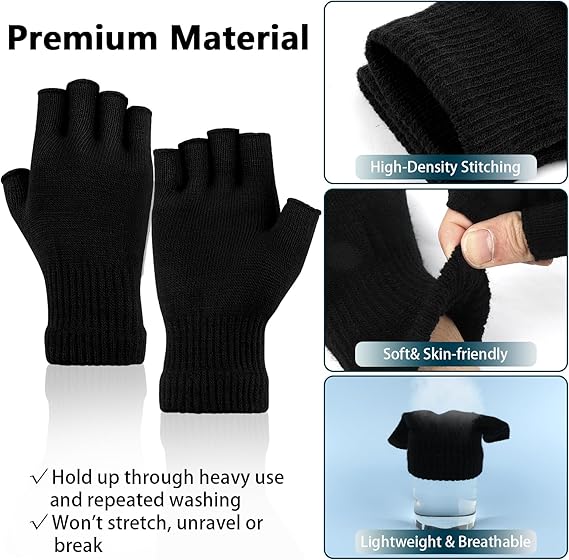 Premium Material
High-Density Stitching
Soft& Skin-friendly
Lightweight & Breathable
Hold up through heavy use
and repeated washing
Won't stretch, unravel or
break